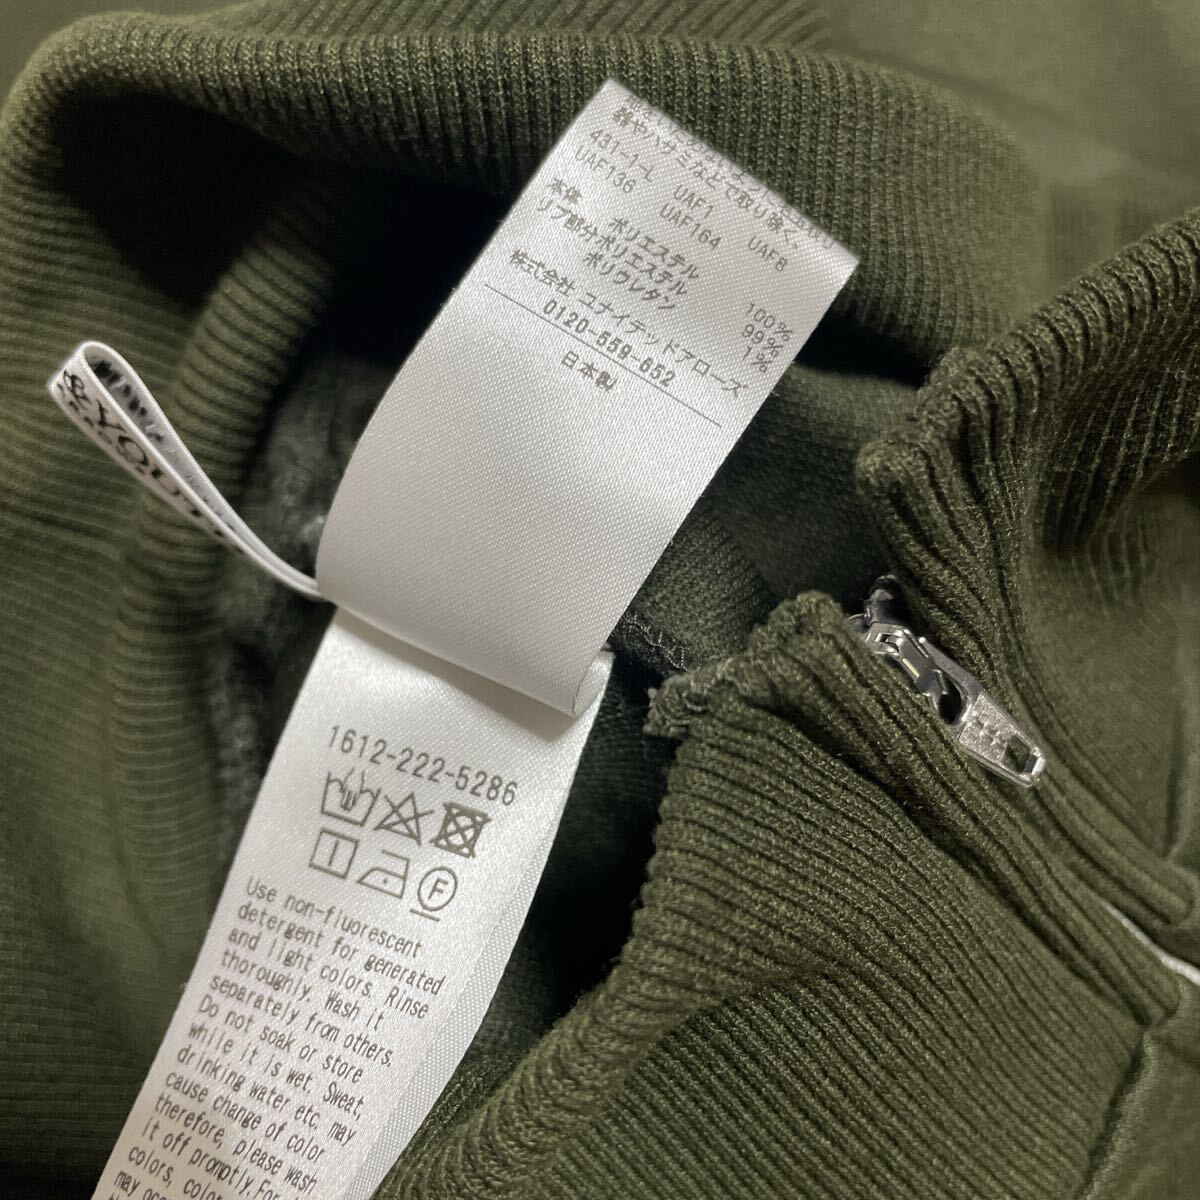 器やハサミなどで取り除く。
431-1-L UAF1 UAF8
UAF136 UAF164
本体 ポリエステル 100%
リブ部分ポリエステル 99%
ポリウレタン 1%
株式会社 ユナイテッドアローズ
0120-559-652
日本製
&YOUTH
1612-222-5286
F
Use non-fluorescent
detergent for generated
and light colors. Rinse
thoroughly. Wash it
separately from others.
Do not soak or store
while it is wet. Sweat,
drinking water etc. may
cause change of color
therefore, please wash
it off promptly. For
colors, color
may